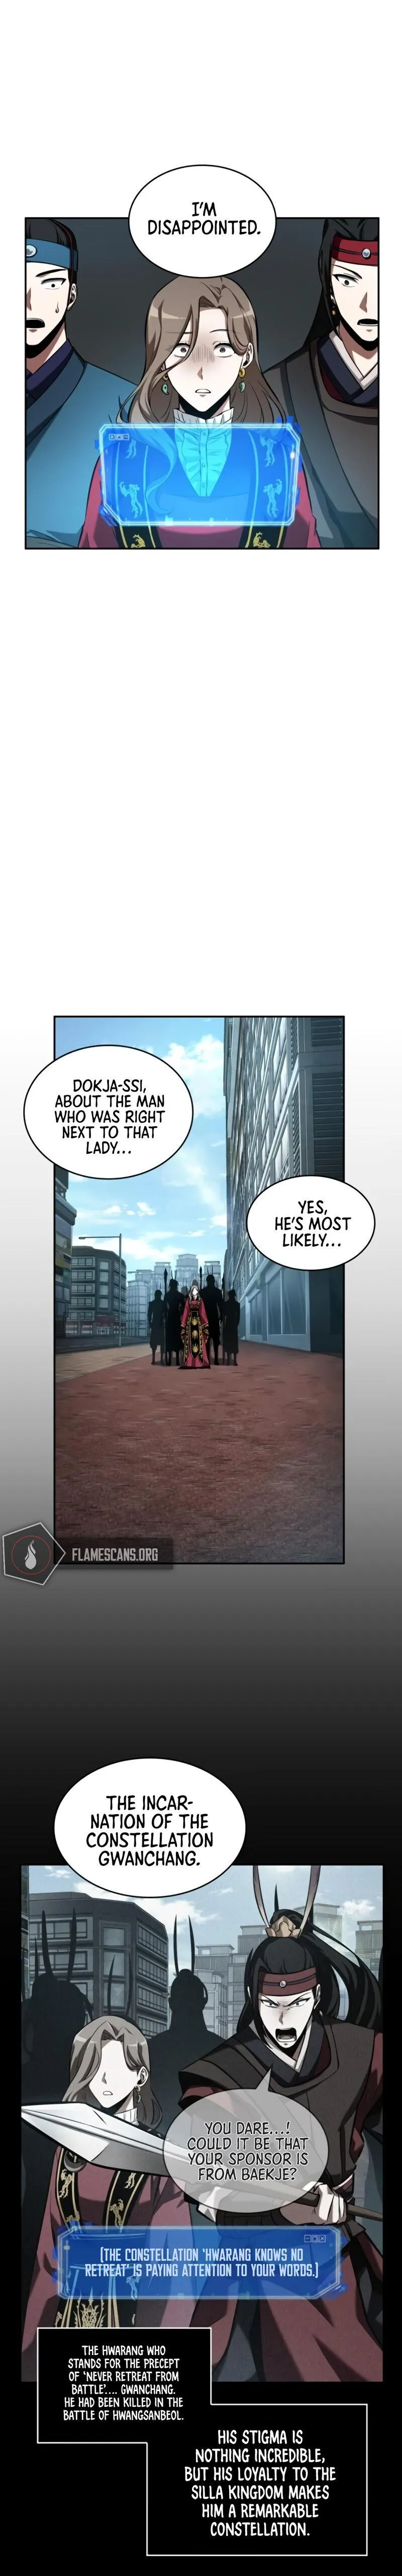 I'M
DISAPPOINTED.
DOKJA-SSI,
ABOUT THE MAN
WHO WAS RIGHT
NEXT TO THAT
LADY...
YES,
HE'S MOST
LIKELY...
FLAMESCANS.ORG
THE INCAR-
NATION OF THE
CONSTELLATION
GWANCHANG.
YOU DARE...!
COULD IT BE THAT
YOUR SPONSOR IS
FROM BAEKJE?
[THE CONSTELLATION 'HWARANG KNOWS NO
RETREAT' IS PAYING ATTENTION TO YOUR WORDS.]
THE HWARANG WHO
STANDS FOR THE PRECEPT
OF 'NEVER RETREAT FROM
BATTLE'.... GWANCHANG.
HE HAD BEEN KILLED IN THE
BATTLE OF HWANGSANBEOL.
HIS STIGMA IS
NOTHING INCREDIBLE,
BUT HIS LOYALTY TO THE
SILLA KINGDOM MAKES
HIM A REMARKABLE
CONSTELLATION.